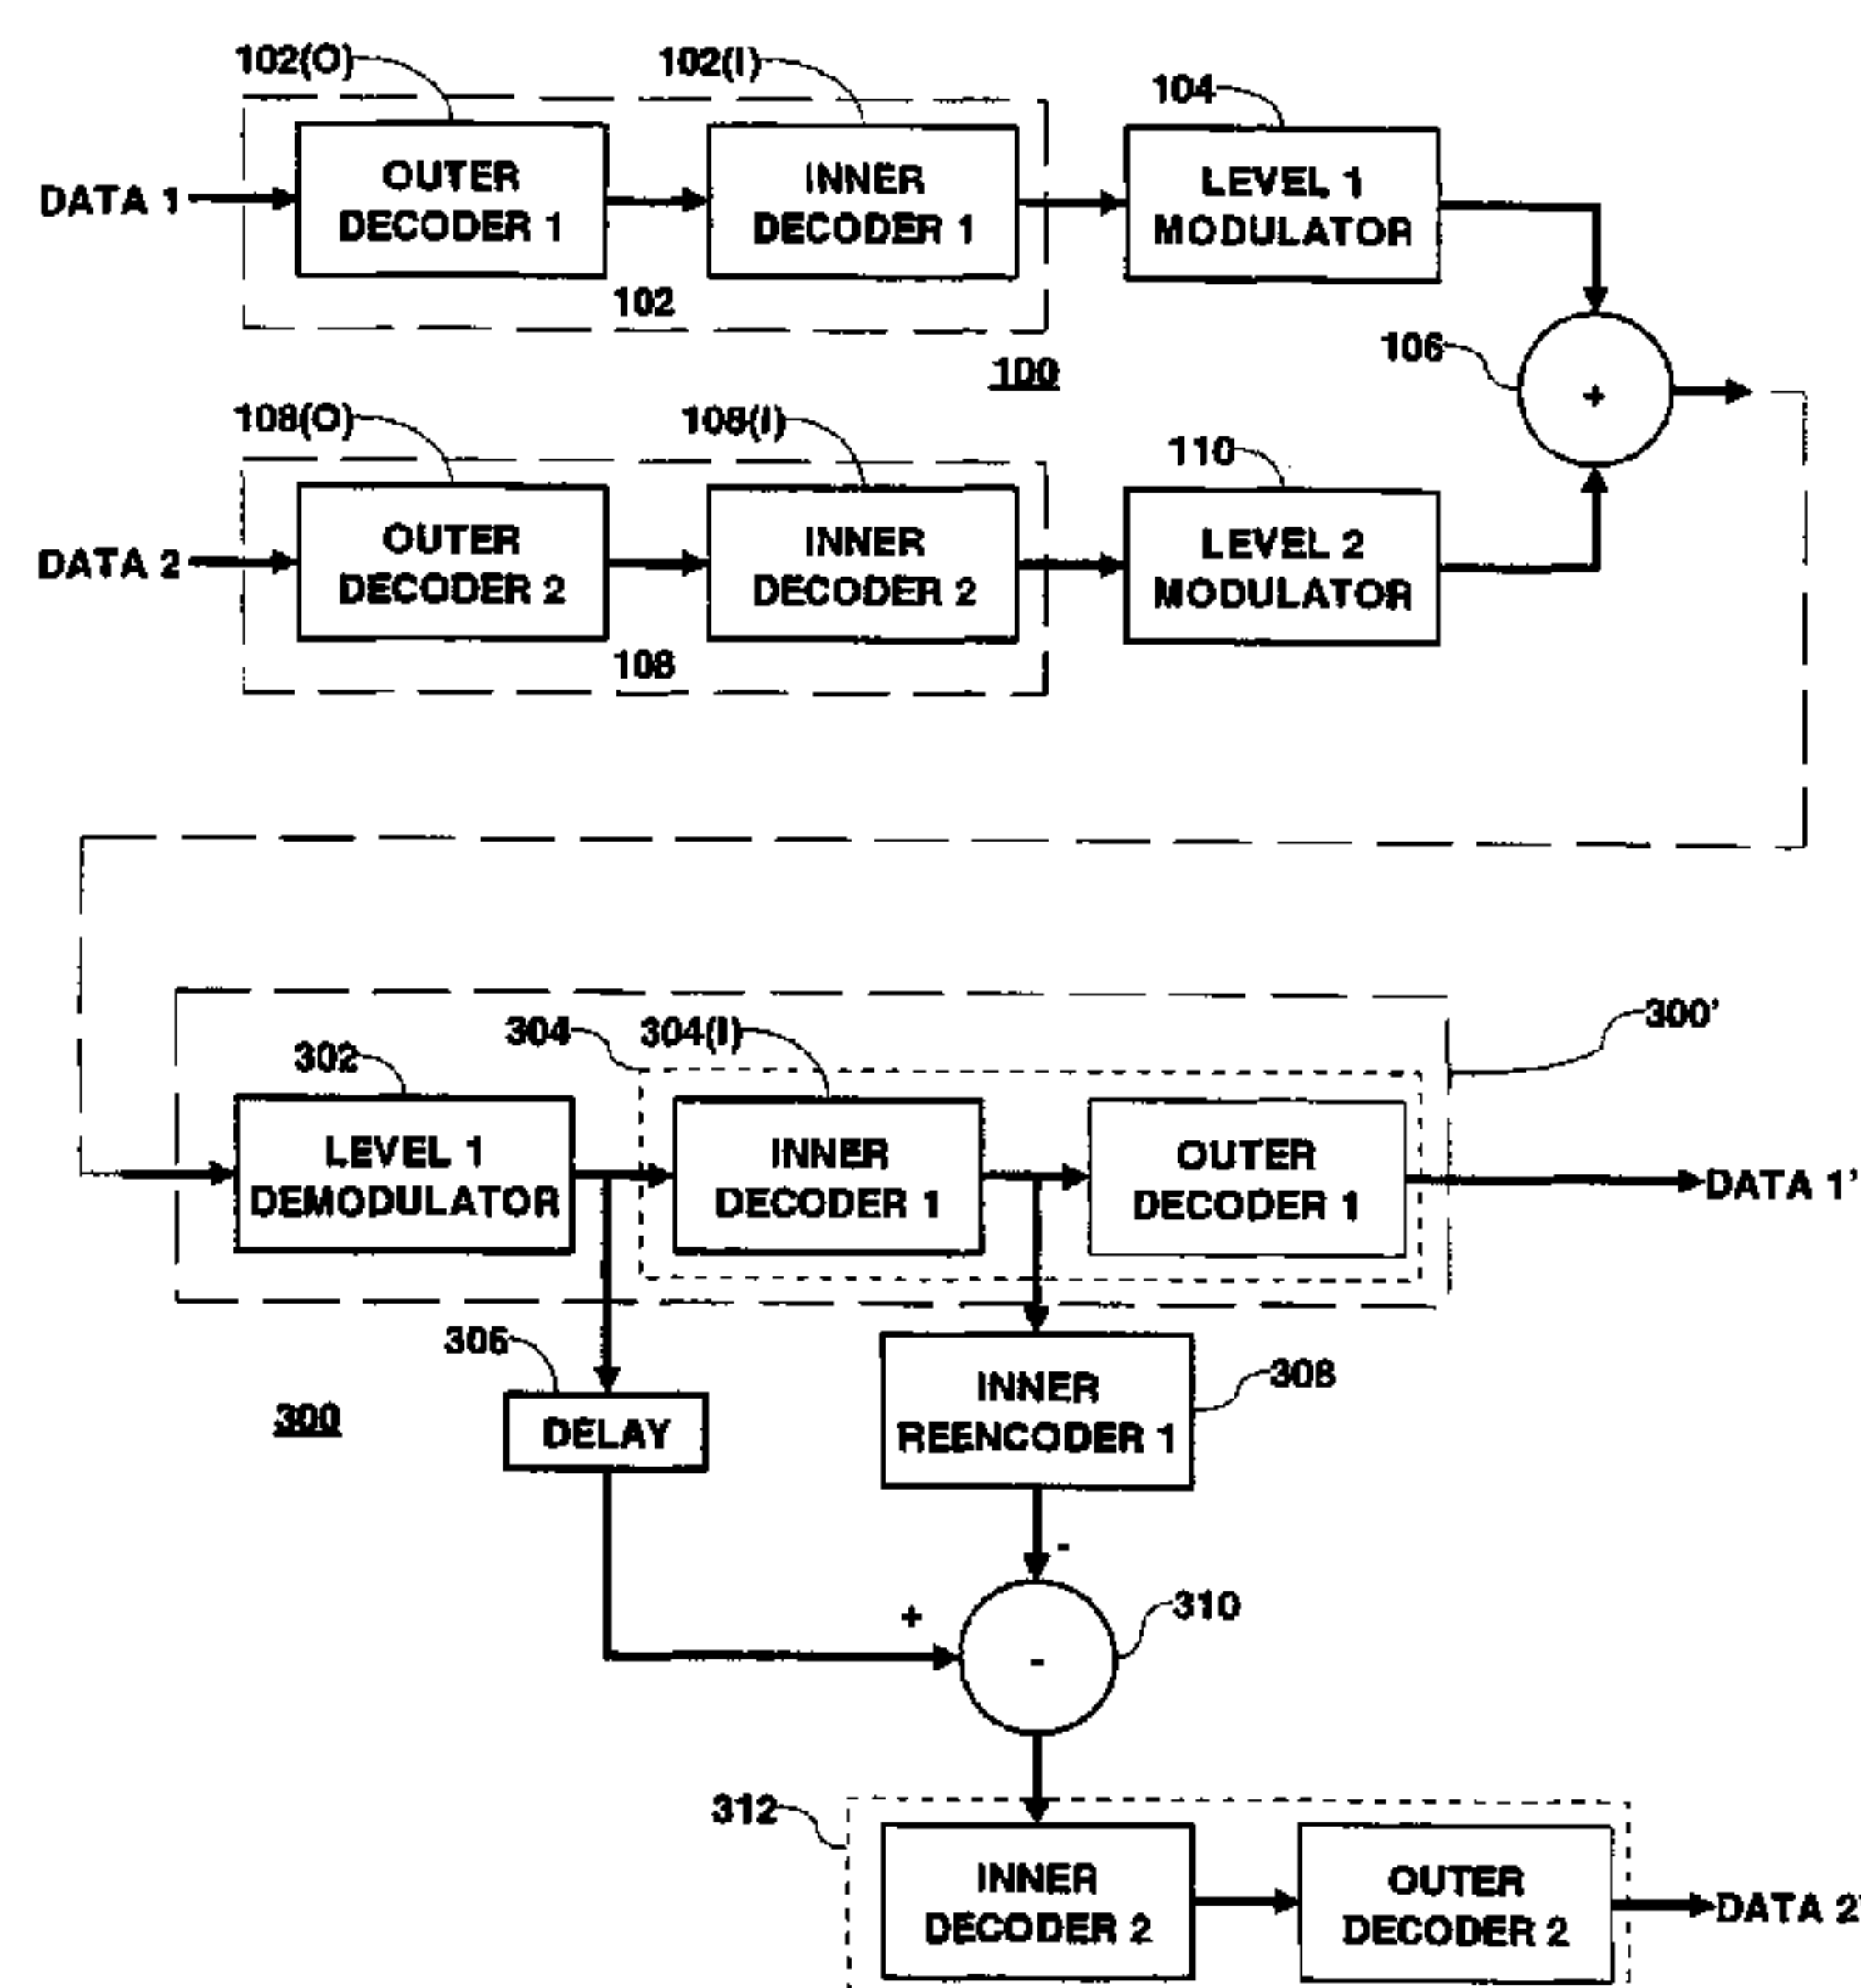 102(O)
102(I)
104
DATA 1
OUTER
DECODER 1
INNER
DECODER 1
LEVEL 1
MODULATOR
102
100
106
+
108(O)
108(I)
110
DATA 2
OUTER
DECODER 2
INNER
DECODER 2
LEVEL 2
MODULATOR
108
300'
304
304(I)
302
LEVEL 1
DEMODULATOR
INNER
DECODER 1
OUTER
DECODER 1
DATA 1'
306
308
300
DELAY
INNER
REENCODER 1
-
+
310
-
312
INNER
DECODER 2
OUTER
DECODER 2
DATA 2'